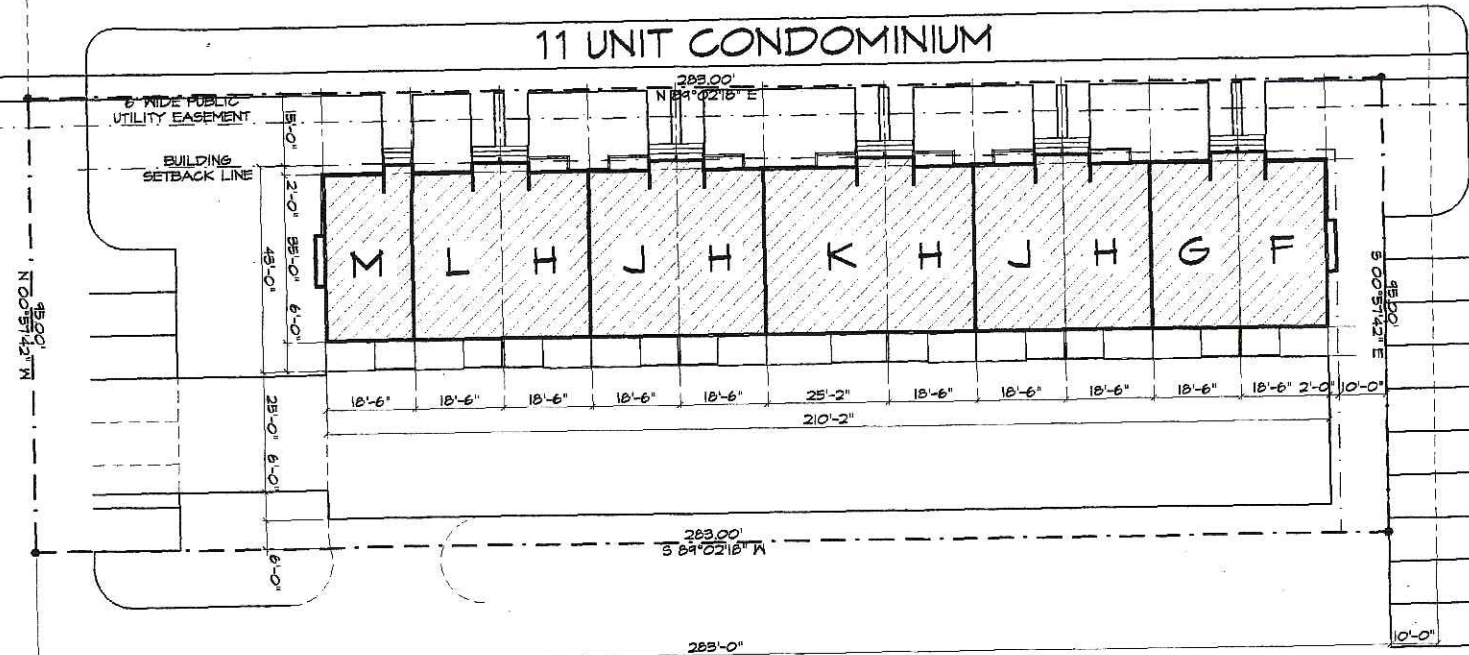 11 UNIT CONDOMINIUM
283.00'
N 89°02'18" E
6' WIDE PUBLIC
UTILITY EASEMENT
15'-0"
BUILDING
SETBACK LINE
2'-0"
35'-0"
6'-0"
43'-0"
M L H J H K H J H G F
95.00'
N 00°57'42" W
95.00'
S 00°57'42" E
18'-6" 18'-6" 18'-6" 18'-6" 18'-6" 25'-2" 18'-6" 18'-6" 18'-6" 18'-6" 18'-6" 2'-0" 10'-0"
210'-2"
25'-0"
6'-0"
6'-0"
283.00'
S 89°02'18" W
283'-0"
10'-0"